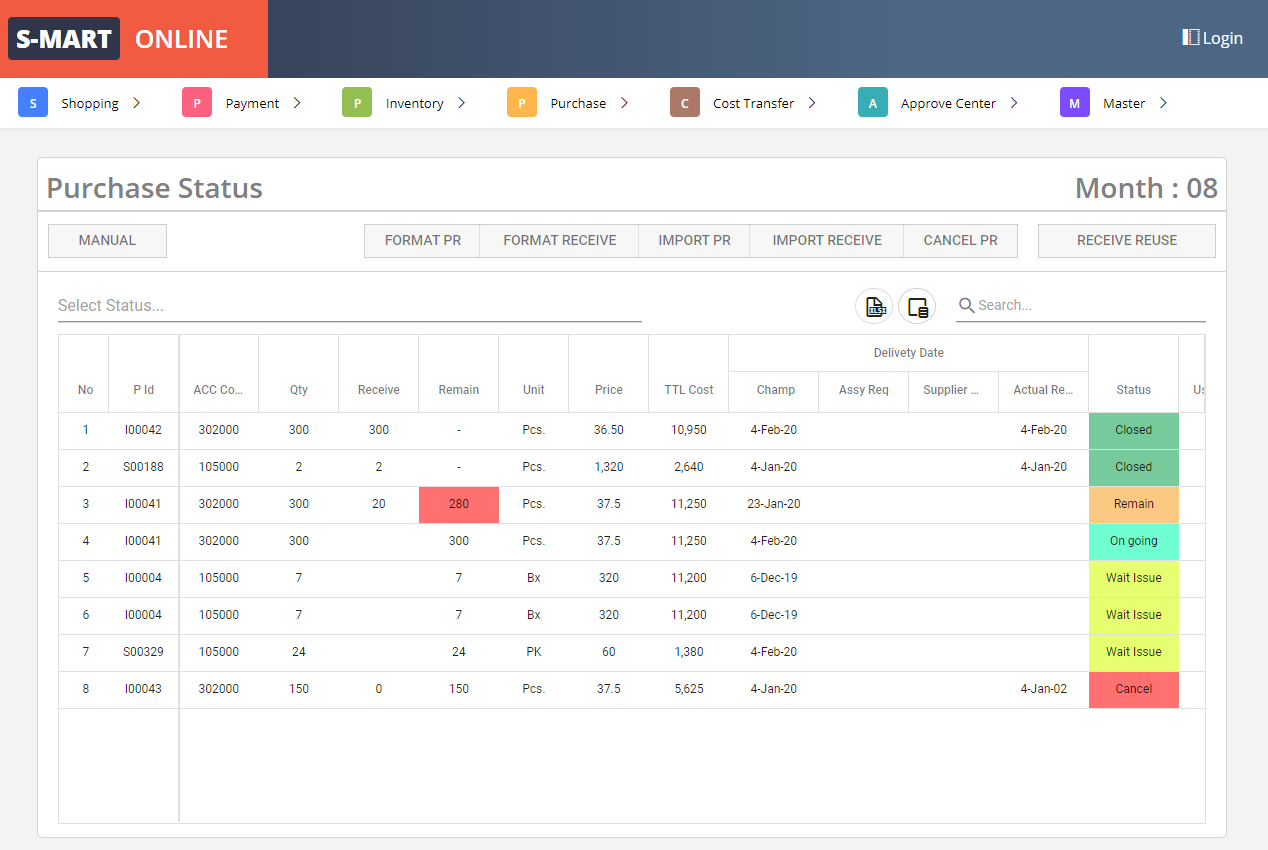 S-MART ONLINE
Login
S Shopping P Payment P Inventory P Purchase C Cost Transfer A Approve Center M Master
Purchase Status Month : 08
MANUAL FORMAT PR FORMAT RECEIVE IMPORT PR IMPORT RECEIVE CANCEL PR RECEIVE REUSE
Select Status... XLSX Search...
Delivety Date
No P Id ACC Co... Qty Receive Remain Unit Price TTL Cost Champ Assy Req Supplier ... Actual Re... Status Us
1 I00042 302000 300 300 - Pcs. 36.50 10,950 4-Feb-20 4-Feb-20 Closed
2 S00188 105000 2 2 - Pcs. 1,320 2,640 4-Jan-20 4-Jan-20 Closed
3 I00041 302000 300 20 280 Pcs. 37.5 11,250 23-Jan-20 Remain
4 I00041 302000 300 300 Pcs. 37.5 11,250 4-Feb-20 On going
5 I00004 105000 7 7 Bx 320 11,200 6-Dec-19 Wait Issue
6 I00004 105000 7 7 Bx 320 11,200 6-Dec-19 Wait Issue
7 S00329 105000 24 24 PK 60 1,380 4-Feb-20 Wait Issue
8 I00043 302000 150 0 150 Pcs. 37.5 5,625 4-Jan-20 4-Jan-02 Cancel